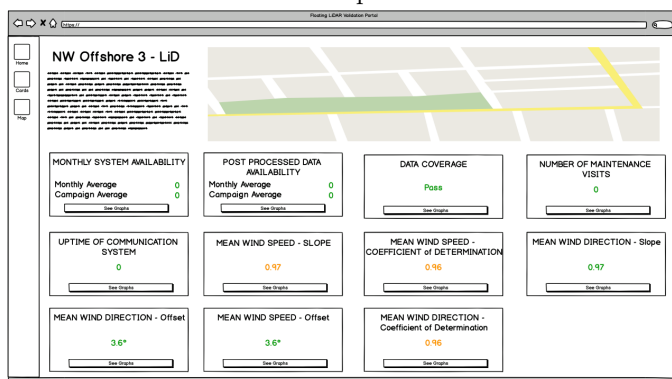 Floating LiDAR Validation Portal
https://
Home
Cards
Map
NW Offshore 3 - LiD
MONTHLY SYSTEM AVAILABILITY
Monthly Average 0
Campaign Average 0
See Graphs
POST PROCESSED DATA
AVAILABILITY
Monthly Average 0
Campaign Average 0
See Graphs
DATA COVERAGE
Pass
See Graphs
NUMBER OF MAINTENANCE
VISITS
0
See Graphs
UPTIME OF COMMUNICATION
SYSTEM
0
See Graphs
MEAN WIND SPEED - SLOPE
0.97
See Graphs
MEAN WIND SPEED -
COEFFICIENT of DETERMINATION
0.96
See Graphs
MEAN WIND DIRECTION - Slope
0.97
See Graphs
MEAN WIND DIRECTION - Offset
3.6°
See Graphs
MEAN WIND SPEED - Offset
3.6°
See Graphs
MEAN WIND DIRECTION -
Coefficient of Determination
0.96
See Graphs